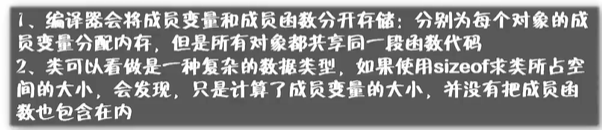 1、编译器会将成员变量和成员函数分开存储：分别为每个对象的成
员变量分配内存，但是所有对象都共享同一段函数代码
2、类可以看做是一种复杂的数据类型，如果使用sizeof求类所占空
间的大小，会发现，只是计算了成员变量的大小，并没有把成员函
数也包含在内